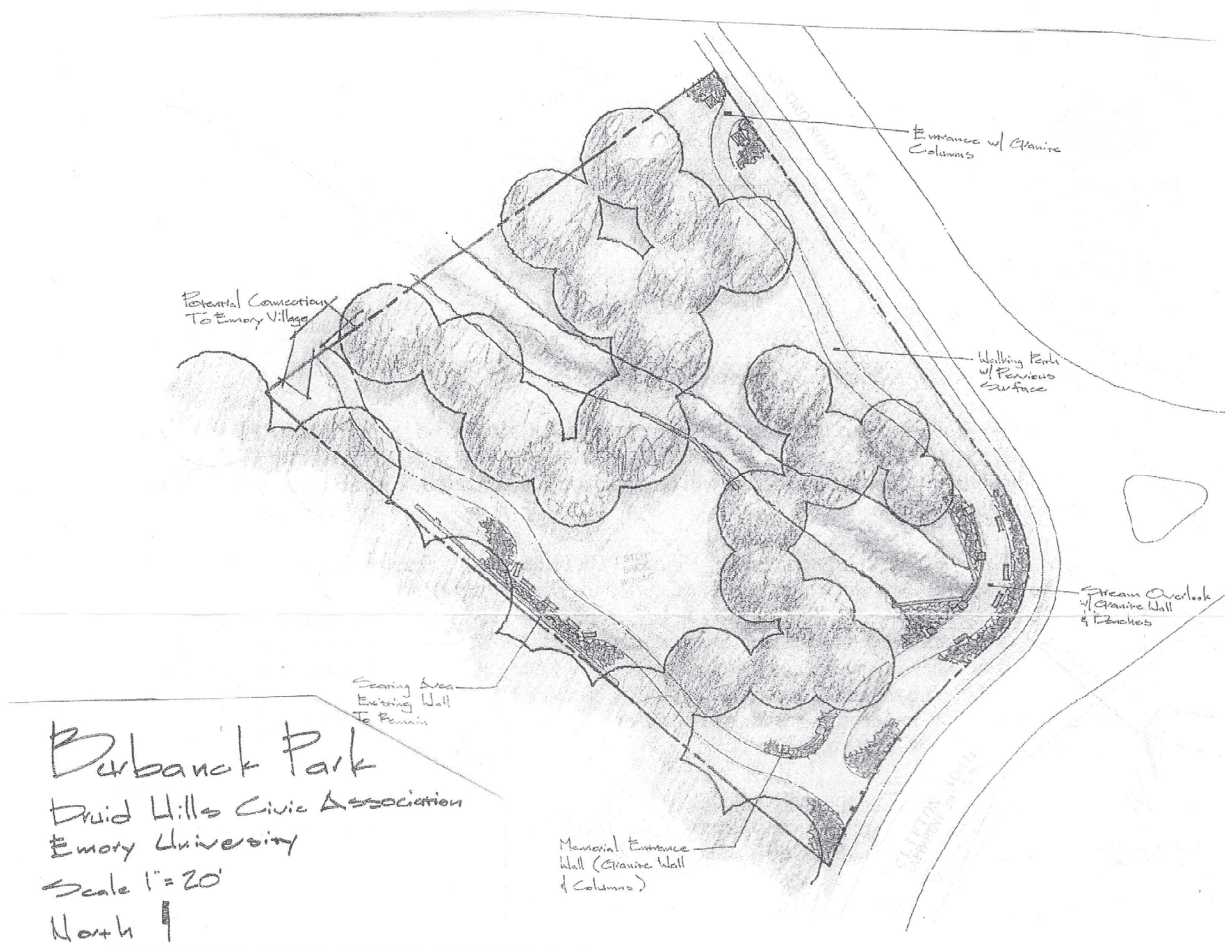 Entrance w/ Granite
Columns
Potential Connection
To Emory Village
Walking Path
w/ Pervious
Surface
Stream Overlook
w/ Granite Wall
& Benches
Seating Area
Existing Wall
To Remain
Memorial Entrance
Wall (Granite Wall
& Columns)
CLIFTON
Burbanck Park
Druid Hills Civic Association
Emory University
Scale 1"=20'
North